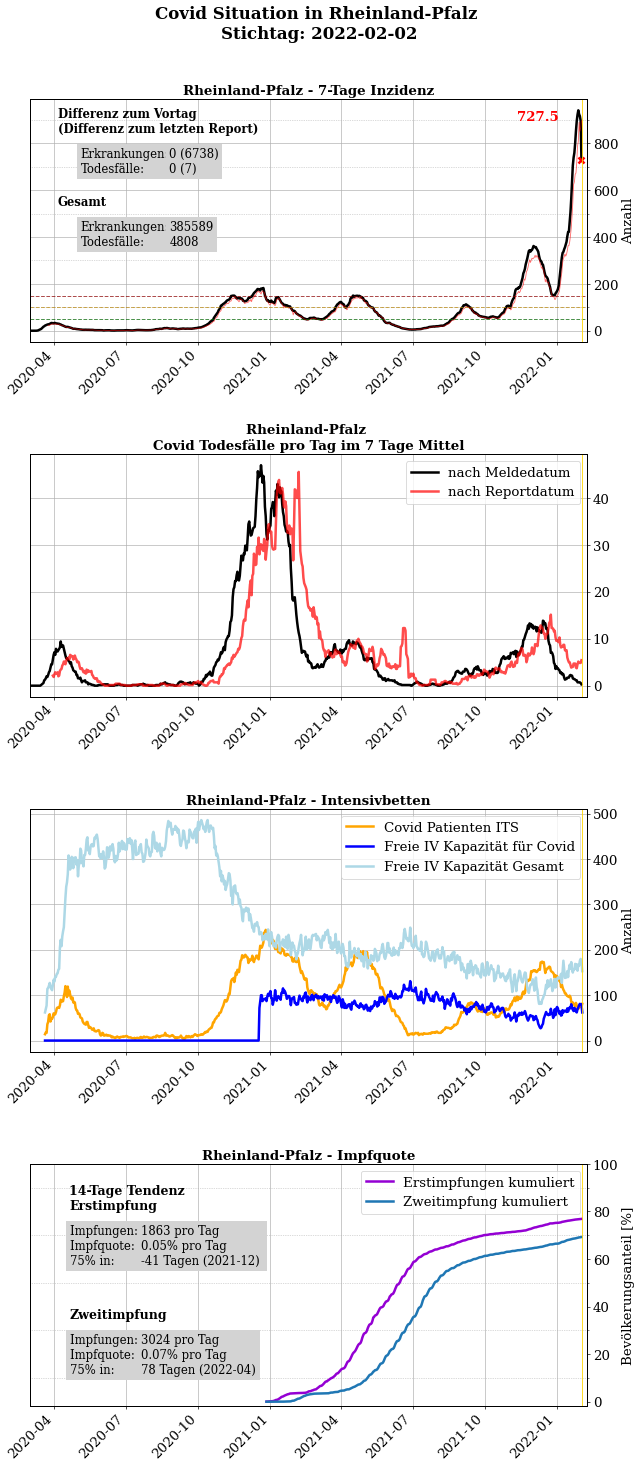 Covid Situation in Rheinland-Pfalz
Stichtag: 2022-02-02
Rheinland-Pfalz - 7-Tage Inzidenz
Differenz zum Vortag
(Differenz zum letzten Report)
Erkrankungen 0 (6738)
Todesfälle: 0 (7)
Gesamt
Erkrankungen 385589
Todesfälle: 4808
727.5
800
600
400
200
0
Anzahl
2020-04
2020-07
2020-10
2021-01
2021-04
2021-07
2021-10
2022-01
Rheinland-Pfalz
Covid Todesfälle pro Tag im 7 Tage Mittel
nach Meldedatum
nach Reportdatum
40
30
20
10
0
2020-04
2020-07
2020-10
2021-01
2021-04
2021-07
2021-10
2022-01
Rheinland-Pfalz - Intensivbetten
Covid Patienten ITS
Freie IV Kapazität für Covid
Freie IV Kapazität Gesamt
500
400
300
200
100
0
Anzahl
2020-04
2020-07
2020-10
2021-01
2021-04
2021-07
2021-10
2022-01
Rheinland-Pfalz - Impfquote
14-Tage Tendenz
Erstimpfung
Impfungen: 1863 pro Tag
Impfquote: 0.05% pro Tag
75% in: -41 Tagen (2021-12)
Zweitimpfung
Impfungen: 3024 pro Tag
Impfquote: 0.07% pro Tag
75% in: 78 Tagen (2022-04)
Erstimpfungen kumuliert
Zweitimpfung kumuliert
100
80
60
40
20
0
Bevölkerungsanteil [%]
2020-04
2020-07
2020-10
2021-01
2021-04
2021-07
2021-10
2022-01